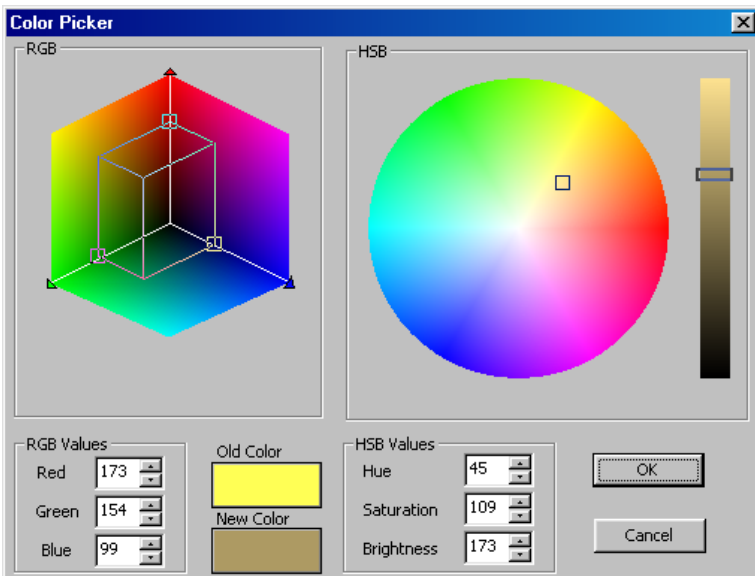 Color Picker
RGB
HSB
RGB Values
Red 173
Green 154
Blue 99
Old Color
New Color
HSB Values
Hue 45
Saturation 109
Brightness 173
OK
Cancel